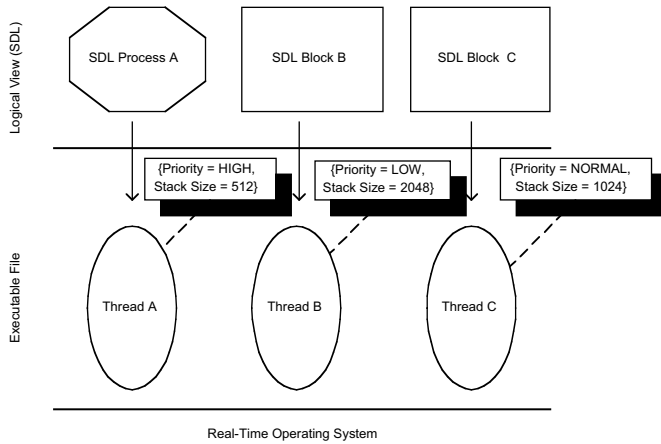 Logical View (SDL)
SDL Process A
SDL Block B
SDL Block C
{Priority = HIGH,
Stack Size = 512}
{Priority = LOW,
Stack Size = 2048}
{Priority = NORMAL,
Stack Size = 1024}
Executable File
Thread A
Thread B
Thread C
Real-Time Operating System